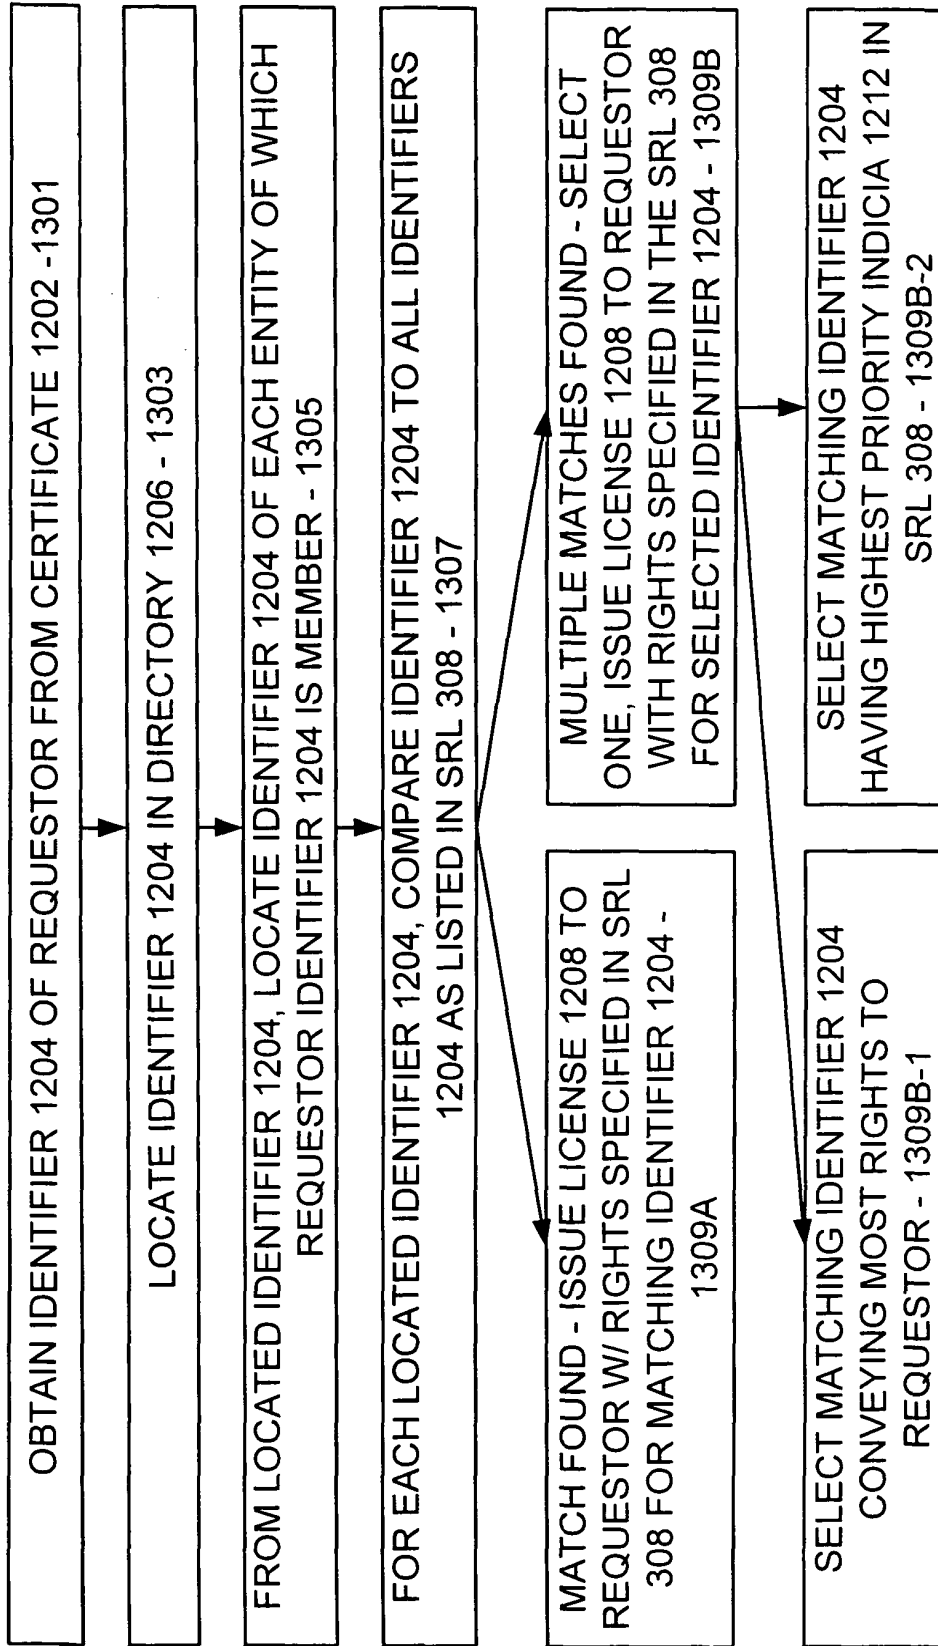 OBTAIN IDENTIFIER 1204 OF REQUESTOR FROM CERTIFICATE 1202 -1301
LOCATE IDENTIFIER 1204 IN DIRECTORY 1206 - 1303
FROM LOCATED IDENTIFIER 1204, LOCATE IDENTIFIER 1204 OF EACH ENTITY OF WHICH
REQUESTOR IDENTIFIER 1204 IS MEMBER - 1305
FOR EACH LOCATED IDENTIFIER 1204, COMPARE IDENTIFIER 1204 TO ALL IDENTIFIERS
1204 AS LISTED IN SRL 308 - 1307
MATCH FOUND - ISSUE LICENSE 1208 TO
REQUESTOR W/ RIGHTS SPECIFIED IN SRL
308 FOR MATCHING IDENTIFIER 1204 -
1309A
MULTIPLE MATCHES FOUND - SELECT
ONE, ISSUE LICENSE 1208 TO REQUESTOR
WITH RIGHTS SPECIFIED IN THE SRL 308
FOR SELECTED IDENTIFIER 1204 - 1309B
SELECT MATCHING IDENTIFIER 1204
CONVEYING MOST RIGHTS TO
REQUESTOR - 1309B-1
SELECT MATCHING IDENTIFIER 1204
HAVING HIGHEST PRIORITY INDICIA 1212 IN
SRL 308 - 1309B-2